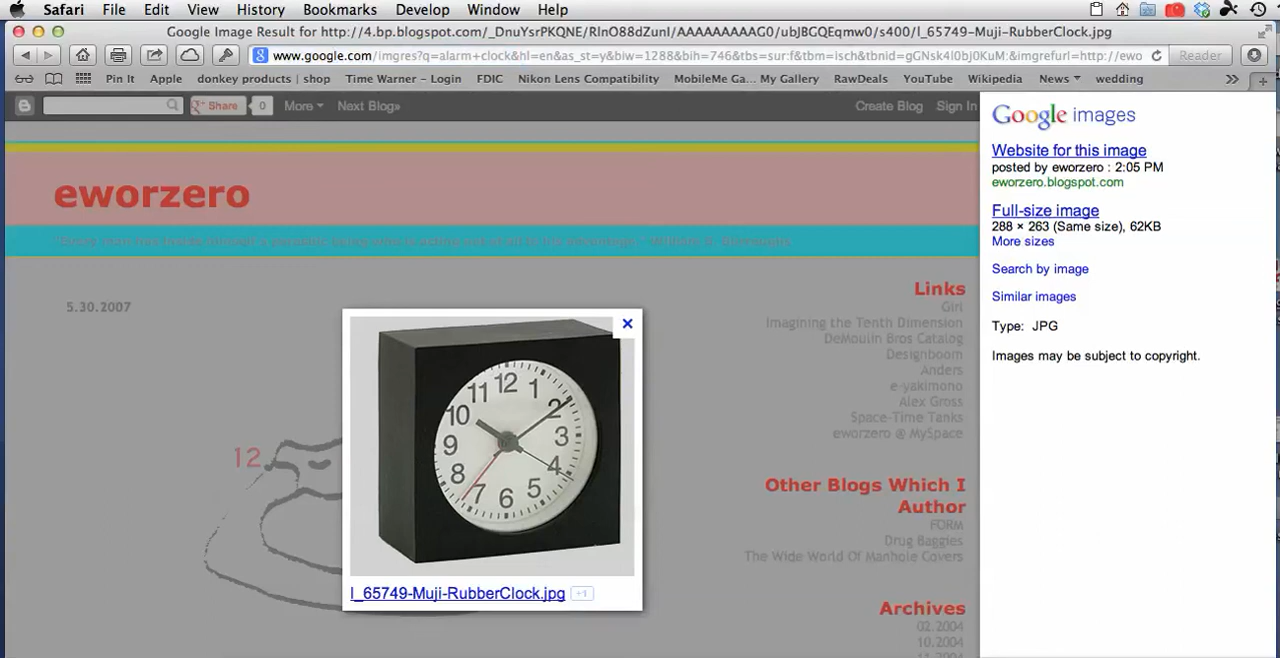 Safari File Edit View History Bookmarks Develop Window Help
Google Image Result for http://4.bp.blogspot.com/_DnuYsrPKQNE/RlnO88dZunI/AAAAAAAAAG0/ubjBGQEqmw0/s400/l_65749-Muji-RubberClock.jpg
www.google.com/imgres?q=alarm+clock&hl=en&as_st=y&biw=1288&bih=746&tbs=sur:f&tbm=isch&tbnid=gGNsk4l0bj0KuM:&imgrefurl=http://ewo Reader
Pin It Apple donkey products | shop Time Warner - Login FDIC Nikon Lens Compatibility MobileMe Ga... My Gallery RawDeals YouTube Wikipedia News wedding
Share 0 More Next Blog» Create Blog Sign In
eworzero
5.30.2007
12
12 1 2 3 4 5 6 7 8 9 10 11
l_65749-Muji-RubberClock.jpg +1
Links
Girl
Imagining the Tenth Dimension
DeMoulin Bros Catalog
Designboom
Anders
e-yakimono
Alex Gross
Space-Time Tanks
eworzero @ MySpace
Other Blogs Which I
Author
FORM
Drug Baggies
The Wide World Of Manhole Covers
Archives
02.2004
10.2004
11.2004
Google images
Website for this image
posted by eworzero : 2:05 PM
eworzero.blogspot.com
Full-size image
288 × 263 (Same size), 62KB
More sizes
Search by image
Similar images
Type: JPG
Images may be subject to copyright.